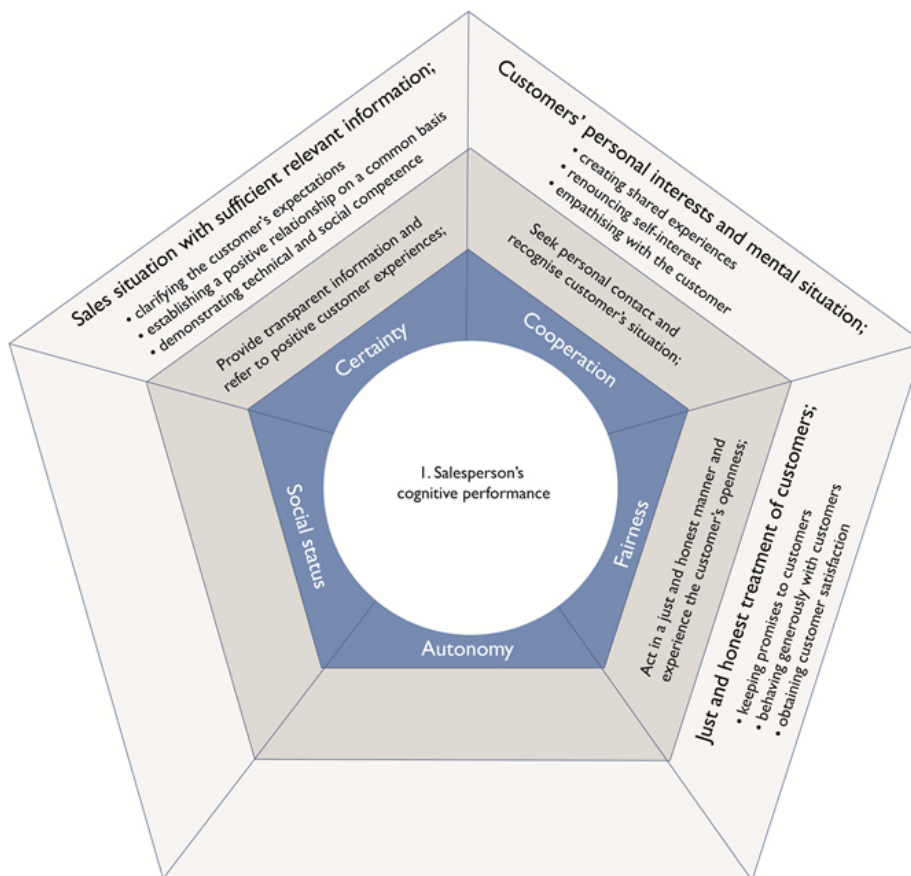 Sales situation with sufficient relevant information;
• clarifying the customer's expectations
• establishing a positive relationship on a common basis
• demonstrating technical and social competence
Provide transparent information and
refer to positive customer experiences;
Certainty
Customers' personal interests and mental situation;
• creating shared experiences
• renouncing self-interest
• empathising with the customer
Seek personal contact and
recognise customer's situation;
Cooperation
Just and honest treatment of customers;
• keeping promises to customers
• behaving generously with customers
• obtaining customer satisfaction
Act in a just and honest manner and
experience the customer's openness;
Fairness
Autonomy
Social status
1. Salesperson's
cognitive performance